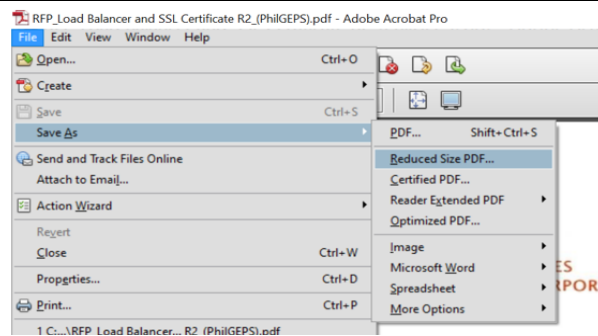 RFP_Load Balancer and SSL Certificate R2_(PhilGEPS).pdf - Adobe Acrobat Pro
File Edit View Window Help
Open... Ctrl+O
Create
Save Ctrl+S
Save As
Send and Track Files Online
Attach to Email...
Action Wizard
Revert
Close Ctrl+W
Properties... Ctrl+D
Print... Ctrl+P
1 C:...\RFP_Load Balancer... R2_(PhilGEPS).pdf
PDF... Shift+Ctrl+S
Reduced Size PDF...
Certified PDF...
Reader Extended PDF
Optimized PDF...
Image
Microsoft Word
Spreadsheet
More Options
ES
RPOR